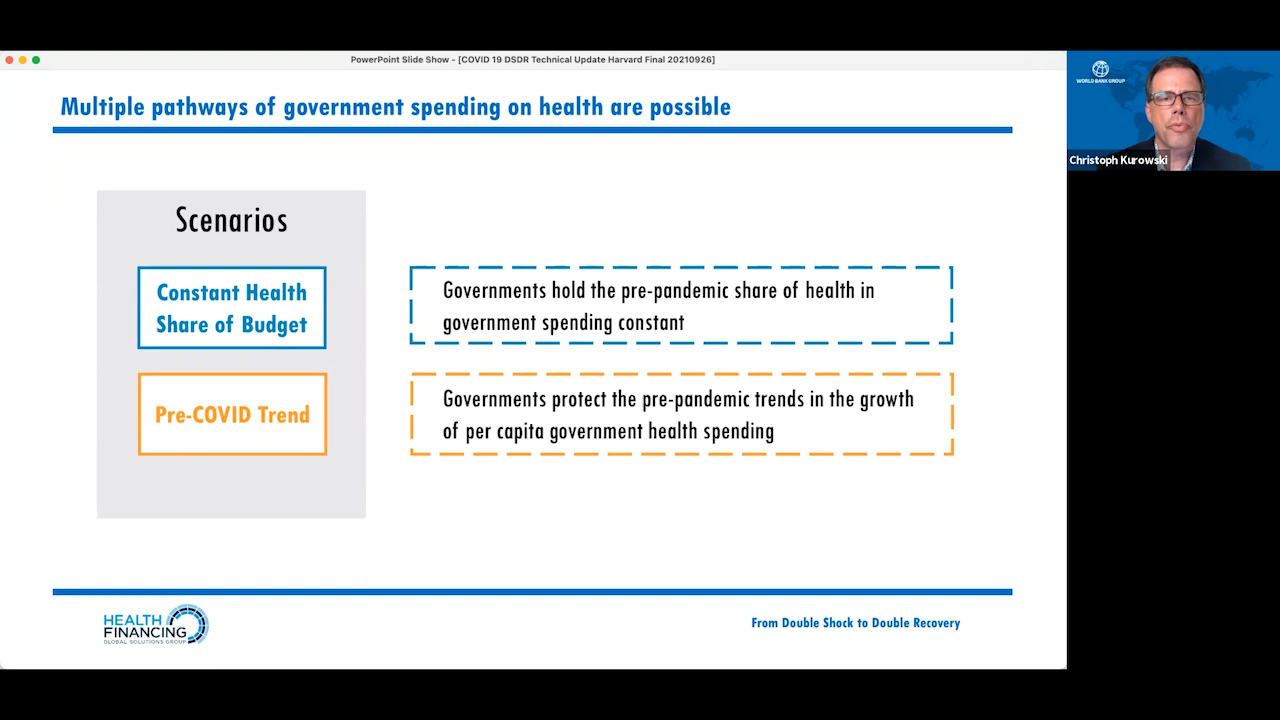 PowerPoint Slide Show - [COVID 19 DSDR Technical Update Harvard Final 20210926]
Multiple pathways of government spending on health are possible
Scenarios
Constant Health
Share of Budget
Governments hold the pre-pandemic share of health in
government spending constant
Pre-COVID Trend
Governments protect the pre-pandemic trends in the growth
of per capita government health spending
HEALTH
FINANCING
GLOBAL SOLUTIONS GROUP
From Double Shock to Double Recovery
WORLD BANK GROUP
Christoph Kurowski